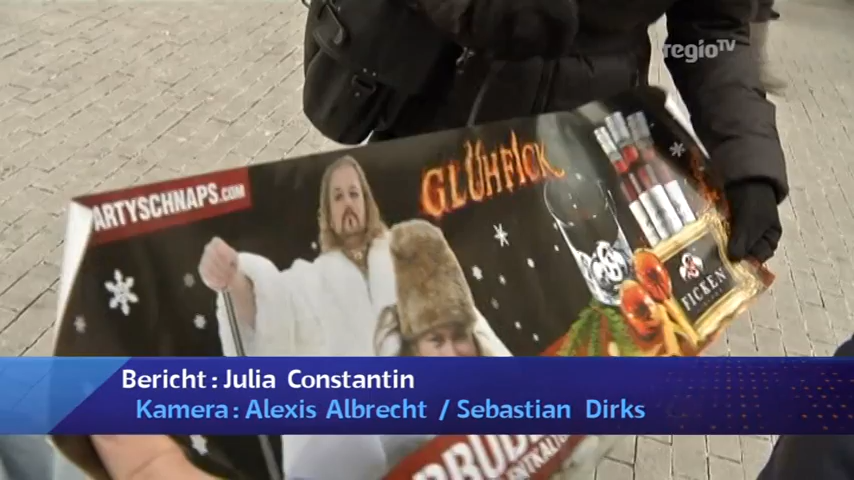 regioTV
ARTYSCHNAPS.COM
GLÜHFICK
FICKEN
Bericht: Julia Constantin
Kamera: Alexis Albrecht / Sebastian Dirks